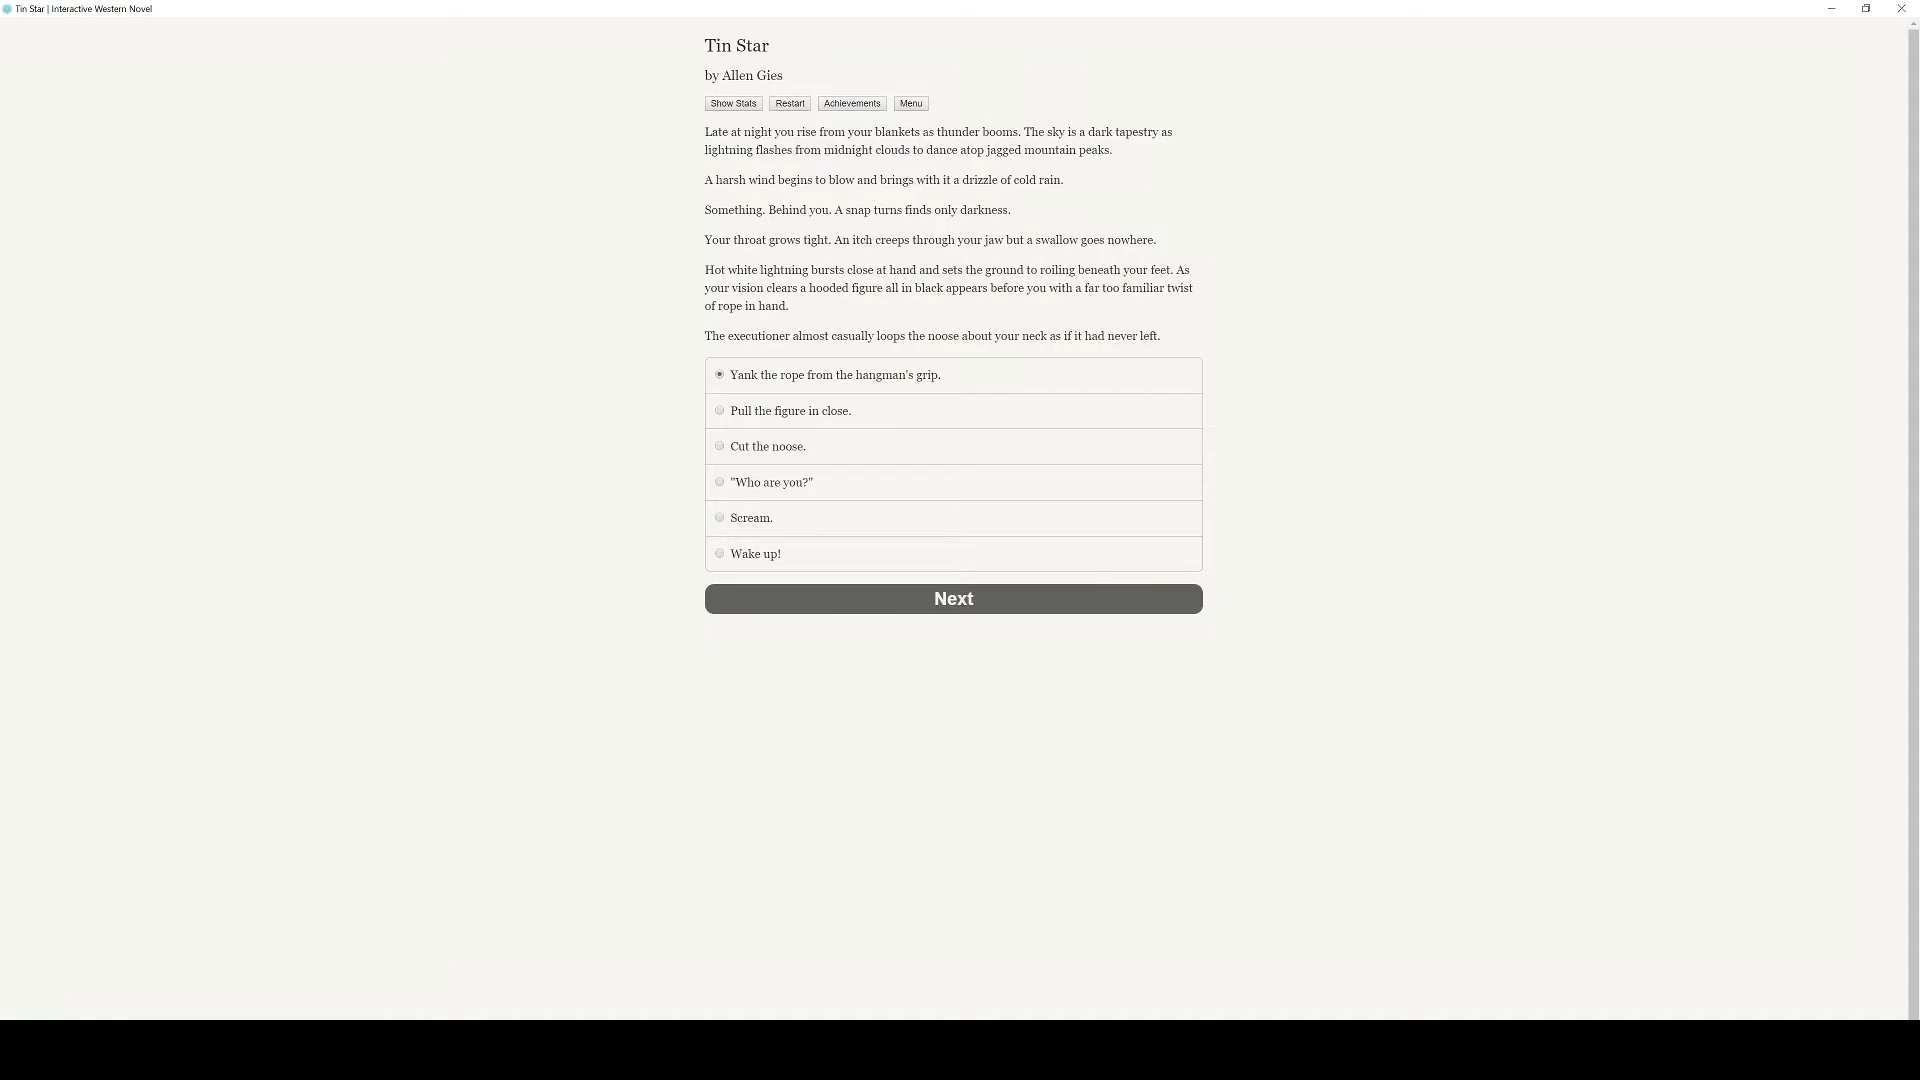 Tin Star | Interactive Western Novel
Tin Star
by Allen Gies
Show Stats Restart Achievements Menu
Late at night you rise from your blankets as thunder booms. The sky is a dark tapestry as
lightning flashes from midnight clouds to dance atop jagged mountain peaks.
A harsh wind begins to blow and brings with it a drizzle of cold rain.
Something. Behind you. A snap turns finds only darkness.
Your throat grows tight. An itch creeps through your jaw but a swallow goes nowhere.
Hot white lightning bursts close at hand and sets the ground to roiling beneath your feet. As
your vision clears a hooded figure all in black appears before you with a far too familiar twist
of rope in hand.
The executioner almost casually loops the noose about your neck as if it had never left.
Yank the rope from the hangman's grip.
Pull the figure in close.
Cut the noose.
"Who are you?"
Scream.
Wake up!
Next